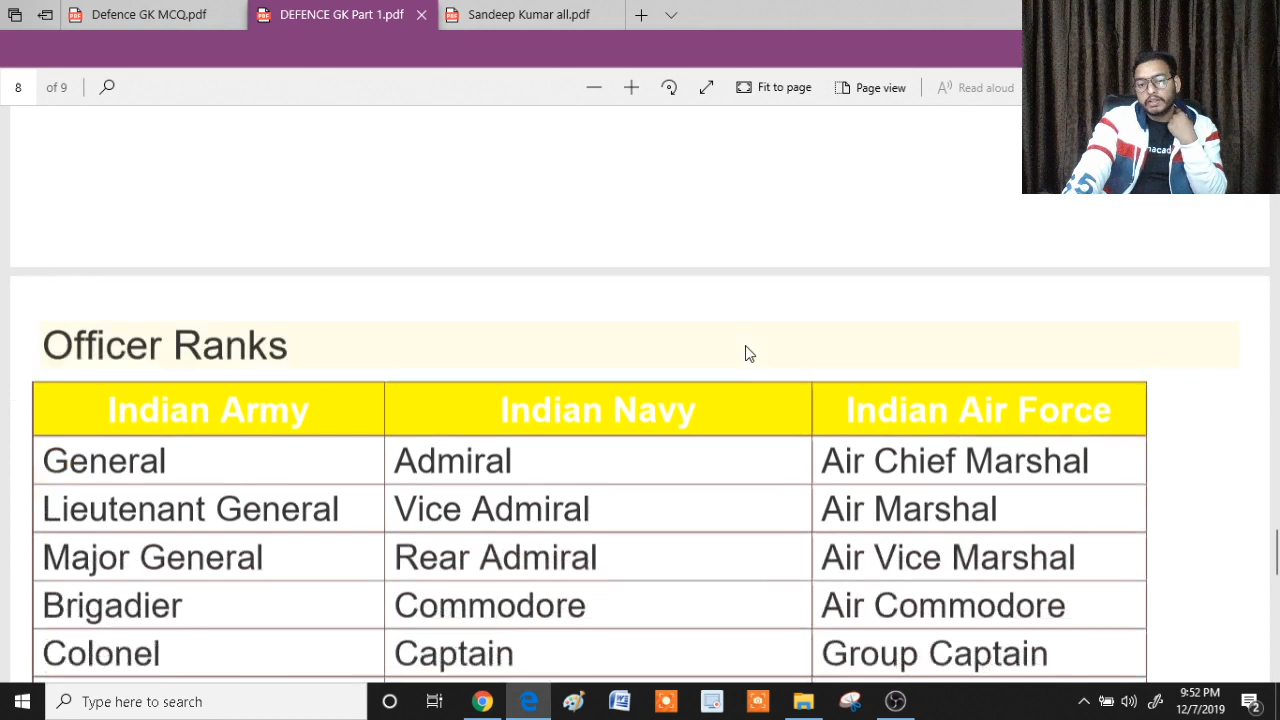 Defence GK MCQ.pdf
DEFENCE GK Part 1.pdf
Sandeep Kumar all.pdf
8 of 9
Fit to page
Page view
Read aloud
Officer Ranks
Indian Army Indian Navy Indian Air Force
General Admiral Air Chief Marshal
Lieutenant General Vice Admiral Air Marshal
Major General Rear Admiral Air Vice Marshal
Brigadier Commodore Air Commodore
Colonel Captain Group Captain
Type here to search
9:52 PM
12/7/2019
2